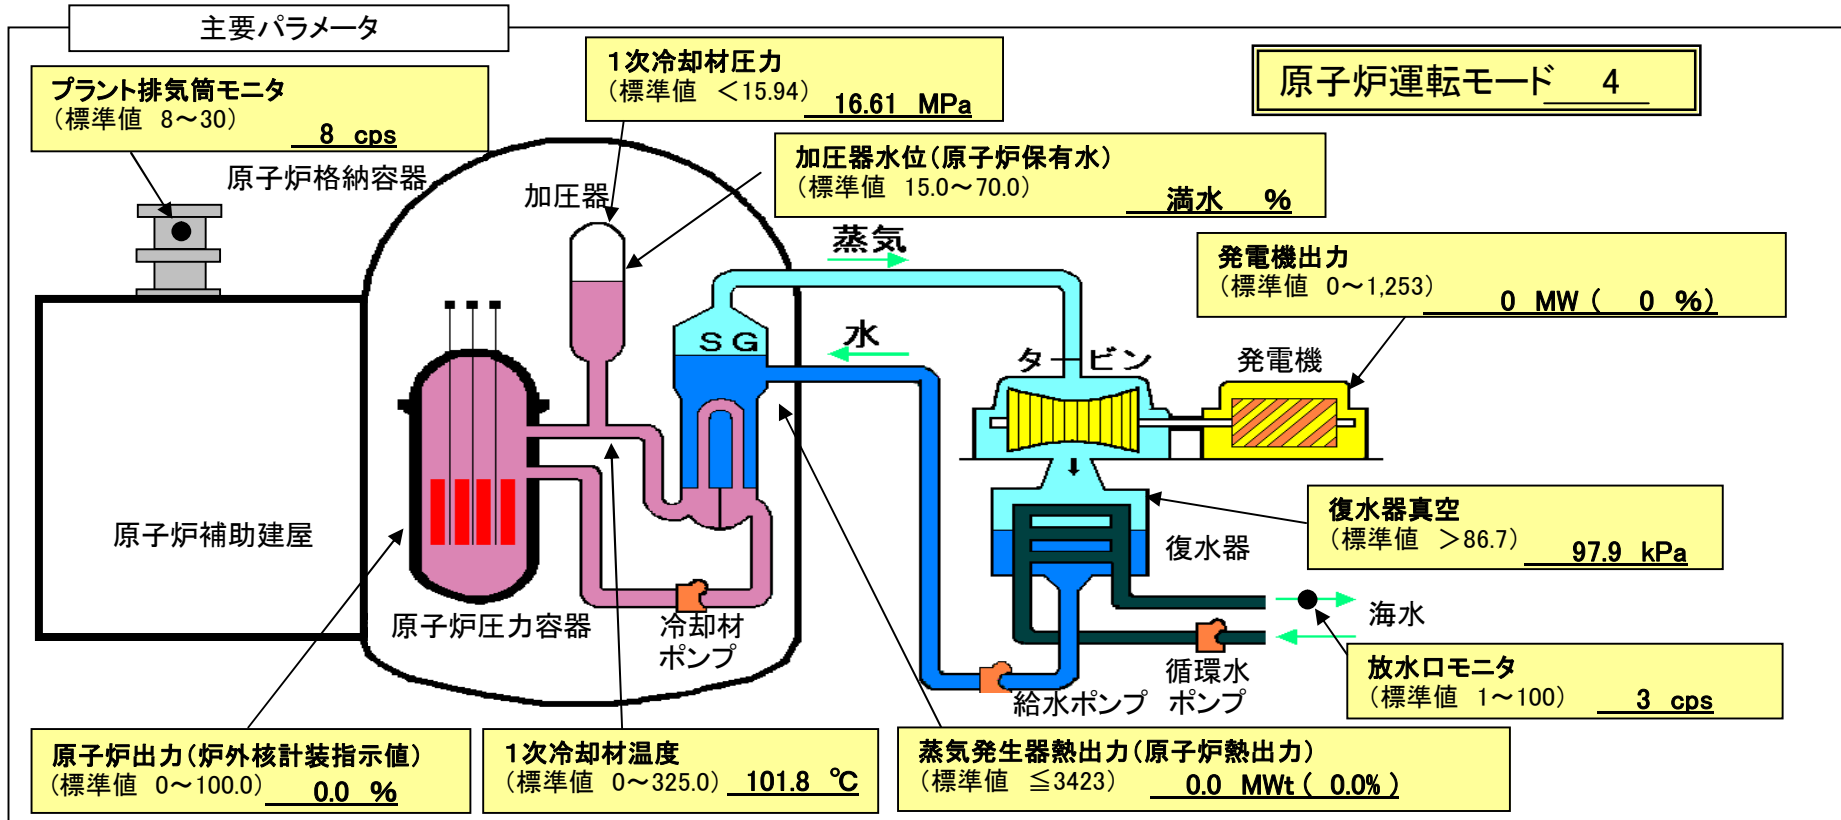 主要パラメータ
プラント排気筒モニタ
(標準値 8～30) 8 cps
1次冷却材圧力
(標準値 ＜15.94) 16.61 MPa
原子炉運転モード 4
加圧器水位(原子炉保有水)
(標準値 15.0～70.0) 満水 %
原子炉格納容器
加圧器
蒸気
発電機出力
(標準値 0～1,253) 0 MW ( 0 %)
SG
水
タービン
発電機
原子炉補助建屋
復水器真空
(標準値 ＞86.7) 97.9 kPa
復水器
原子炉圧力容器
冷却材
ポンプ
海水
循環水
ポンプ
給水ポンプ
放水口モニタ
(標準値 1～100) 3 cps
原子炉出力(炉外核計装指示値)
(標準値 0～100.0) 0.0 %
1次冷却材温度
(標準値 0～325.0) 101.8 ℃
蒸気発生器熱出力(原子炉熱出力)
(標準値 ≦3423) 0.0 MWt ( 0.0% )